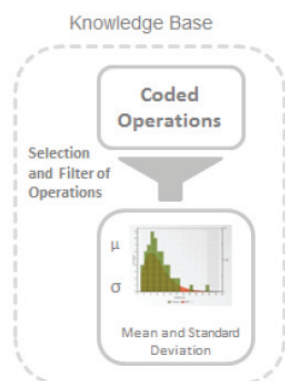 Knowledge Base
Coded
Operations
Selection
and Filter of
Operations
μ
σ
Mean and Standard
Deviation